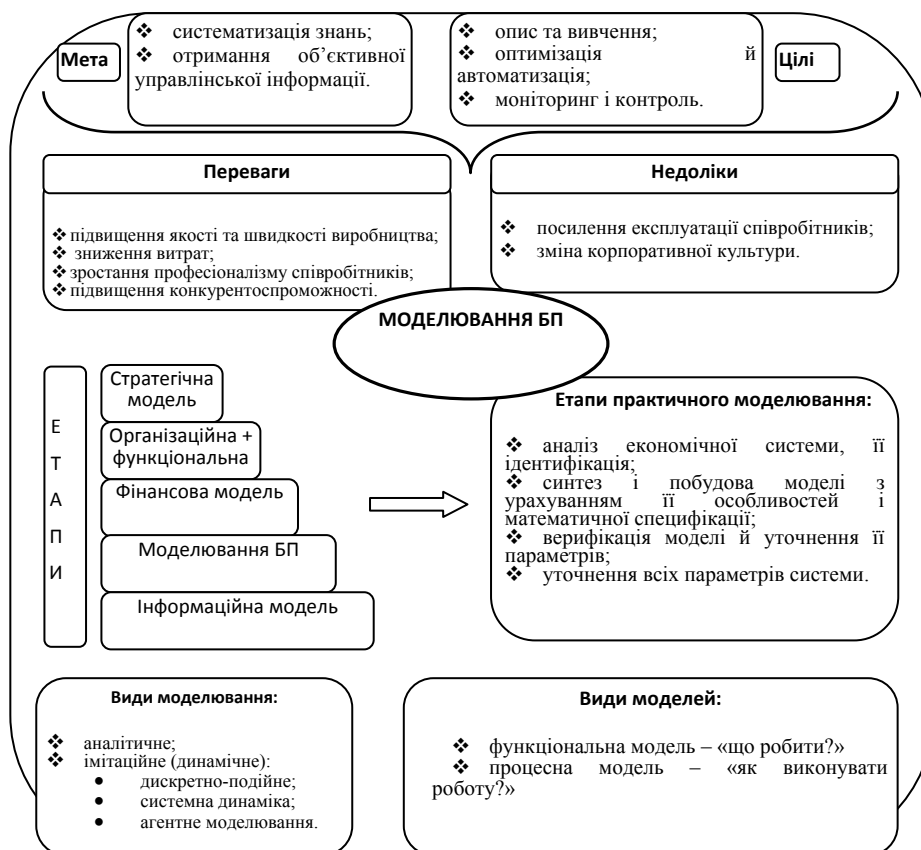 Мета
❖ систематизація знань;
❖ отримання об’єктивної
управлінської інформації.
❖ опис та вивчення;
❖ оптимізація й
автоматизація;
❖ моніторинг і контроль.
Цілі
Переваги
❖ підвищення якості та швидкості виробництва;
❖ зниження витрат;
❖ зростання професіоналізму співробітників;
❖ підвищення конкурентоспроможності.
Недоліки
❖ посилення експлуатації співробітників;
❖ зміна корпоративної культури.
МОДЕЛЮВАННЯ БП
Е
Т
А
П
И
Стратегічна
модель
Організаційна +
функціональна
Фінансова модель
Моделювання БП
Інформаційна модель
Етапи практичного моделювання:
❖ аналіз економічної системи, її
ідентифікація;
❖ синтез і побудова моделі з
урахуванням її особливостей і
математичної специфікації;
❖ верифікація моделі й уточнення її
параметрів;
❖ уточнення всіх параметрів системи.
Види моделювання:
❖ аналітичне;
❖ імітаційне (динамічне):
● дискретно-подійне;
● системна динаміка;
● агентне моделювання.
Види моделей:
❖ функціональна модель – «що робити?»
❖ процесна модель – «як виконувати
роботу?»